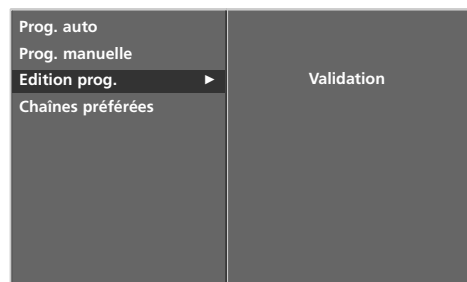 Prog. auto
Prog. manuelle
Edition prog. ►
Validation
Chaînes préférées